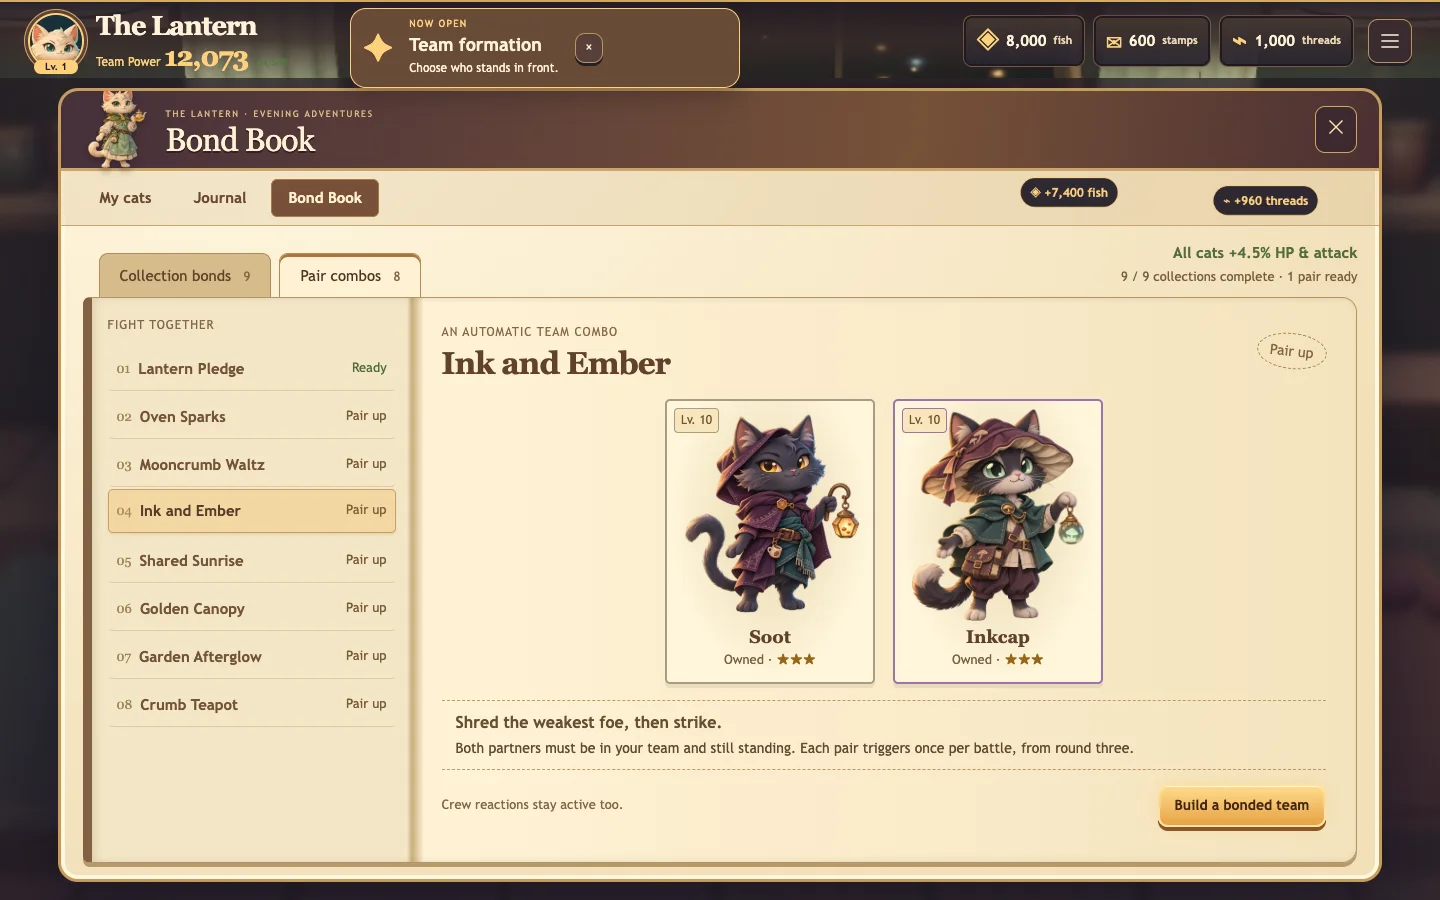 The Lantern
Lv. 1
Team Power 12,073
NOW OPEN
Team formation
Choose who stands in front.
×
8,000 fish
600 stamps
1,000 threads
THE LANTERN · EVENING ADVENTURES
Bond Book
My cats
Journal
Bond Book
+7,400 fish
+960 threads
Collection bonds 9
Pair combos 8
All cats +4.5% HP & attack
9 / 9 collections complete · 1 pair ready
FIGHT TOGETHER
01 Lantern Pledge Ready
02 Oven Sparks Pair up
03 Mooncrumb Waltz Pair up
04 Ink and Ember Pair up
05 Shared Sunrise Pair up
06 Golden Canopy Pair up
07 Garden Afterglow Pair up
08 Crumb Teapot Pair up
AN AUTOMATIC TEAM COMBO
Ink and Ember
Pair up
Lv. 10
Soot
Owned · ★★★
Lv. 10
Inkcap
Owned · ★★★
Shred the weakest foe, then strike.
Both partners must be in your team and still standing. Each pair triggers once per battle, from round three.
Crew reactions stay active too.
Build a bonded team